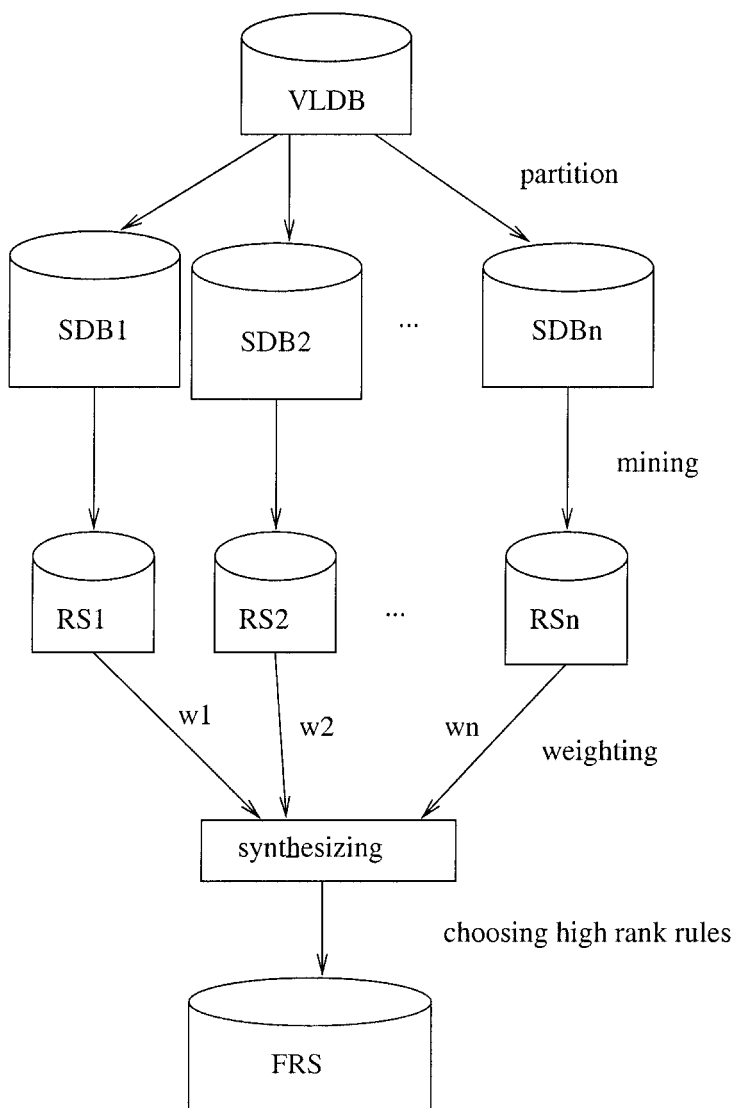 VLDB
partition
SDB1
SDB2
...
SDBn
mining
RS1
RS2
...
RSn
w1
w2
wn
weighting
synthesizing
choosing high rank rules
FRS